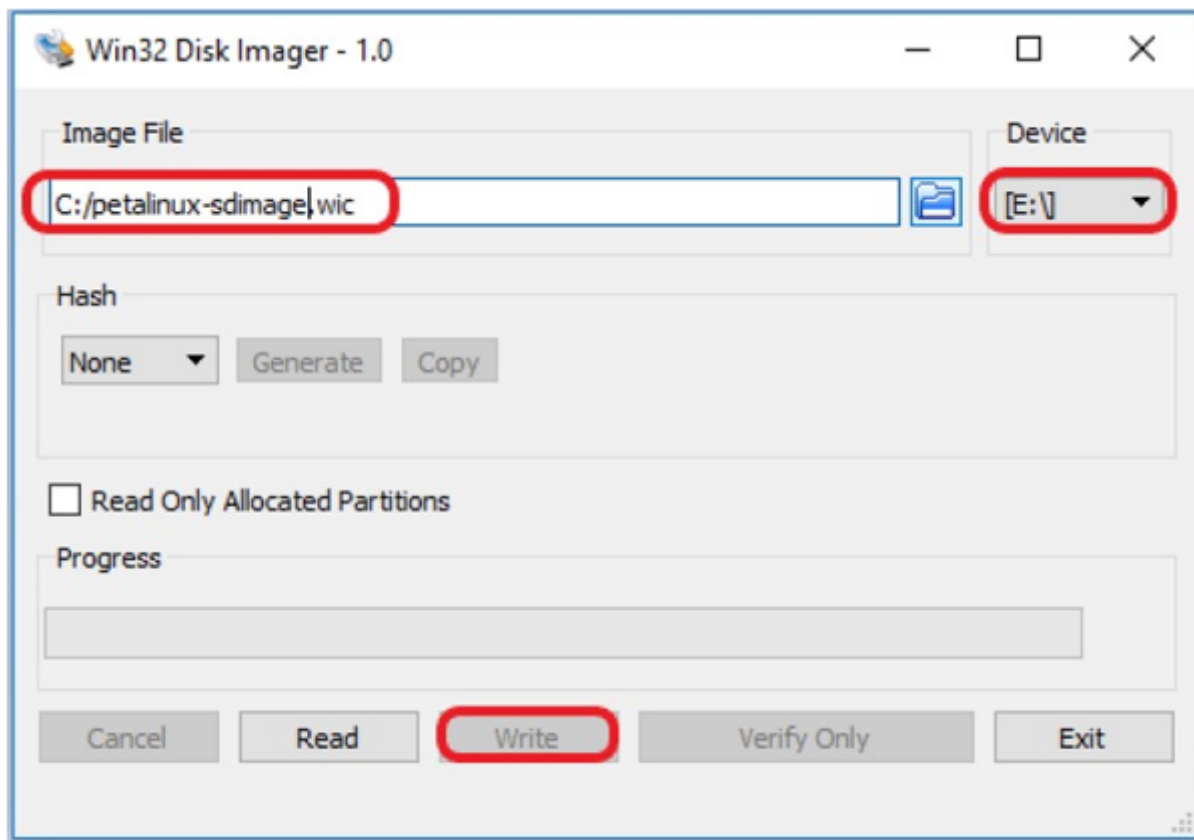 Win32 Disk Imager - 1.0
Image File
Device
C:/petalinux-sdimage.wic
[E:\]
Hash
None
Generate
Copy
Read Only Allocated Partitions
Progress
Cancel
Read
Write
Verify Only
Exit